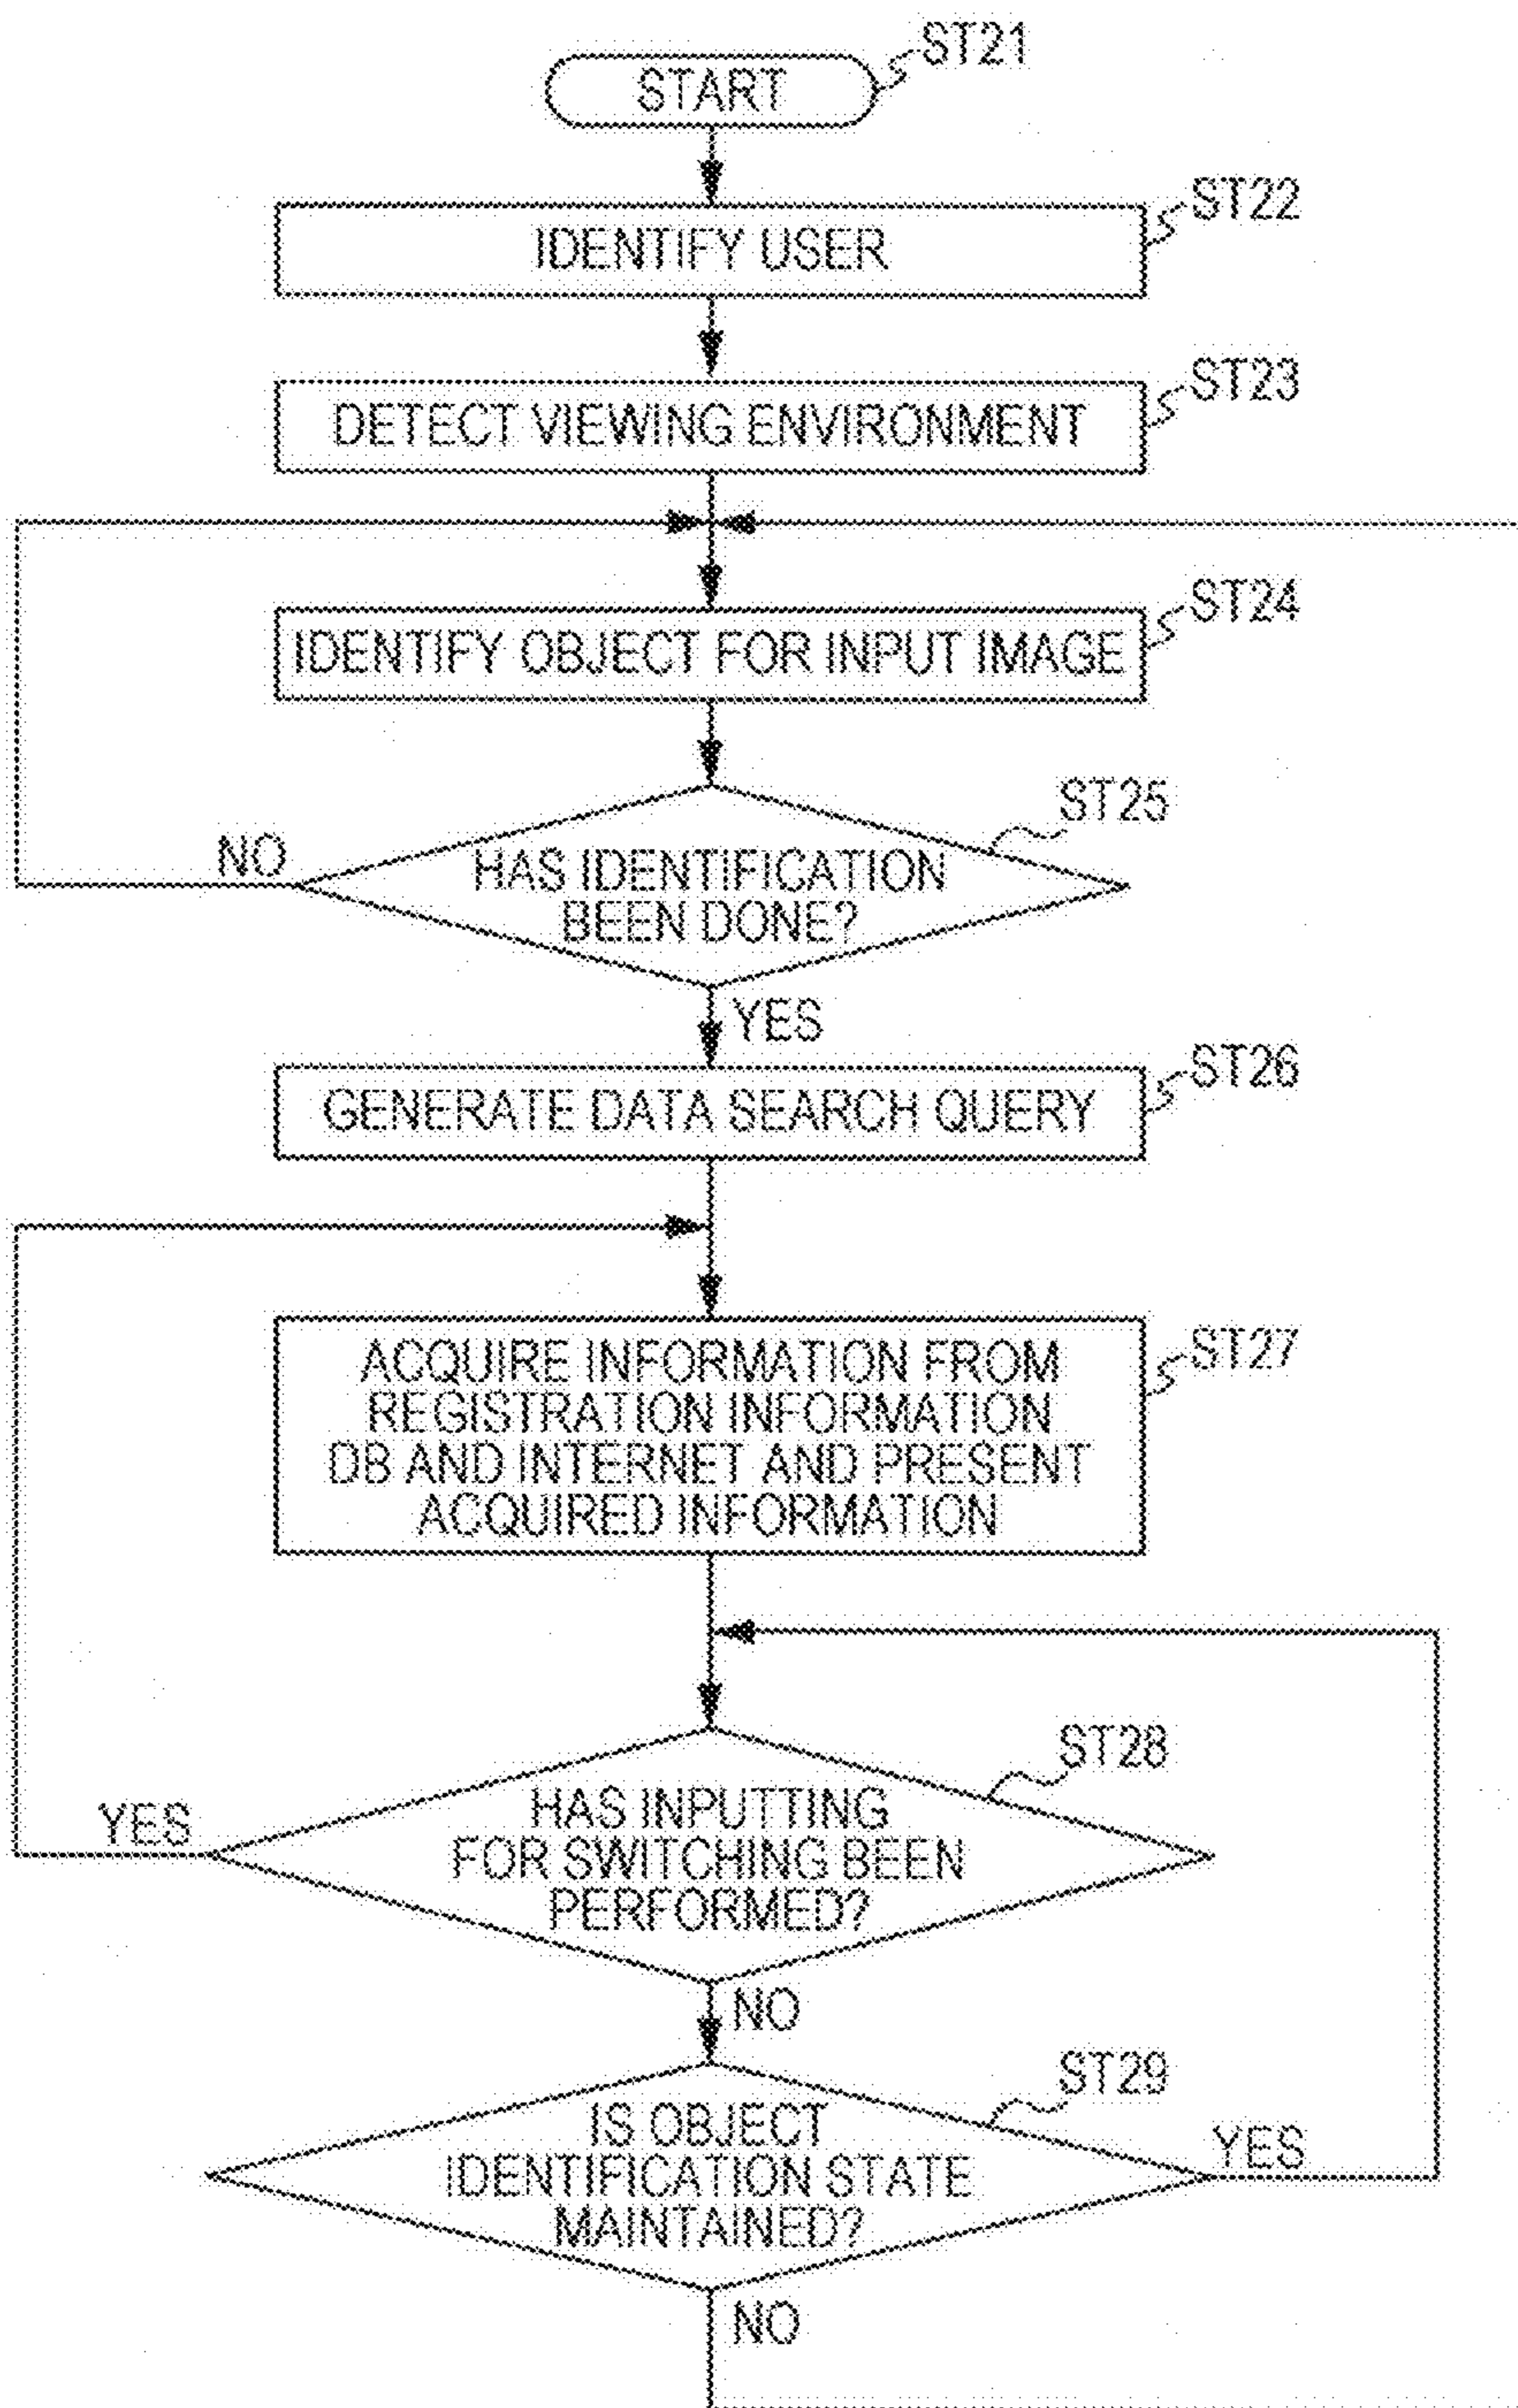 START
ST21
IDENTIFY USER
ST22
DETECT VIEWING ENVIRONMENT
ST23
IDENTIFY OBJECT FOR INPUT IMAGE
ST24
ST25
HAS IDENTIFICATION
BEEN DONE?
NO
YES
GENERATE DATA SEARCH QUERY
ST26
ACQUIRE INFORMATION FROM
REGISTRATION INFORMATION
DB AND INTERNET AND PRESENT
ACQUIRED INFORMATION
ST27
ST28
HAS INPUTTING
FOR SWITCHING BEEN
PERFORMED?
YES
NO
ST29
IS OBJECT
IDENTIFICATION STATE
MAINTAINED?
YES
NO